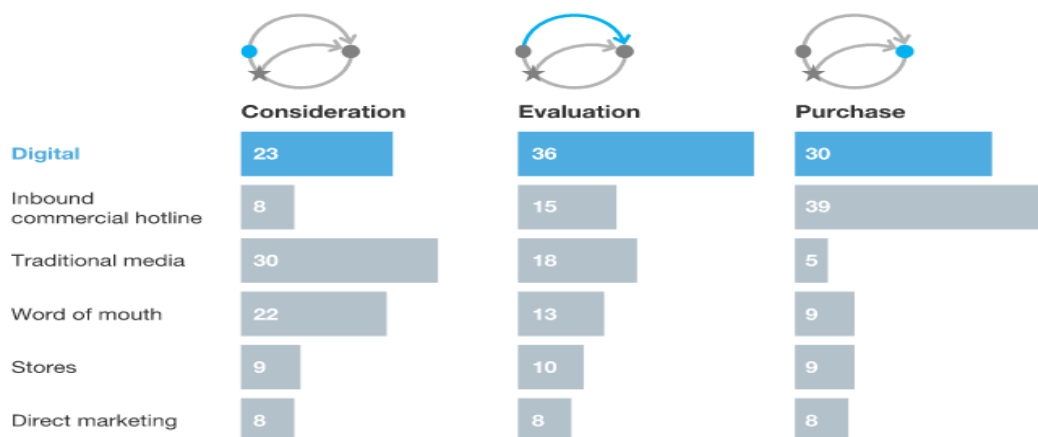 Consideration Evaluation Purchase
Digital 23 36 30
Inbound
commercial hotline 8 15 39
Traditional media 30 18 5
Word of mouth 22 13 9
Stores 9 10 9
Direct marketing 8 8 8